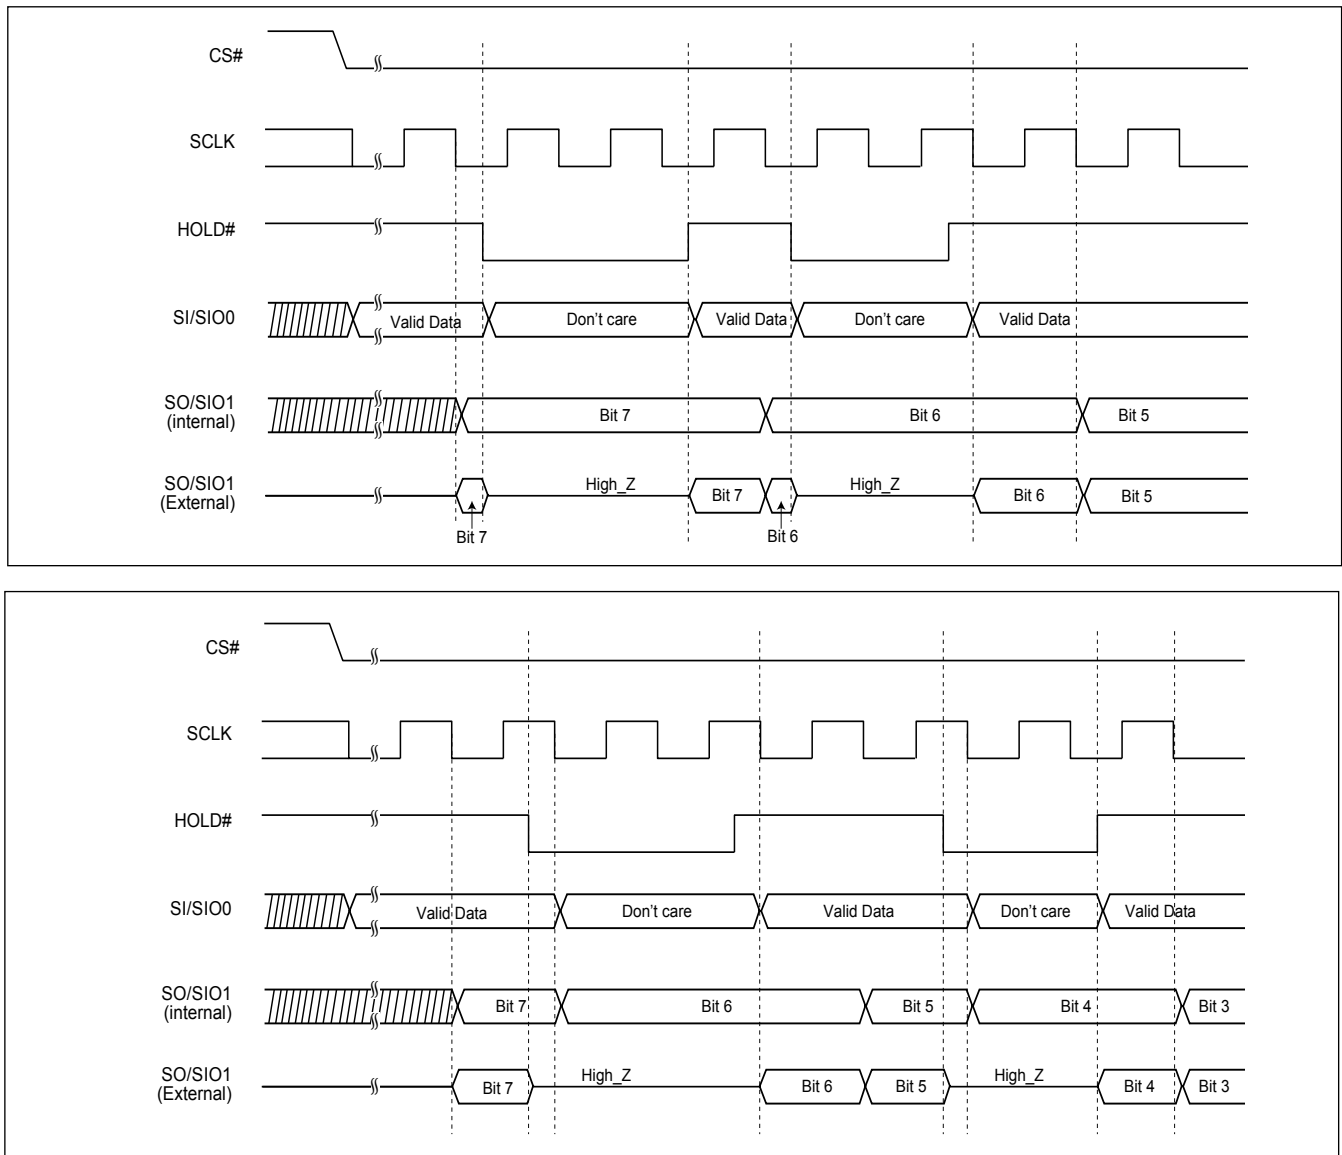 CS#
SCLK
HOLD#
SI/SIO0 Valid Data Don't care Valid Data Don't care Valid Data
SO/SIO1
(internal) Bit 7 Bit 6 Bit 5
SO/SIO1
(External) High_Z Bit 7 High_Z Bit 6 Bit 5
Bit 7 Bit 6
CS#
SCLK
HOLD#
SI/SIO0 Valid Data Don't care Valid Data Don't care Valid Data
SO/SIO1
(internal) Bit 7 Bit 6 Bit 5 Bit 4 Bit 3
SO/SIO1
(External) Bit 7 High_Z Bit 6 Bit 5 High_Z Bit 4 Bit 3